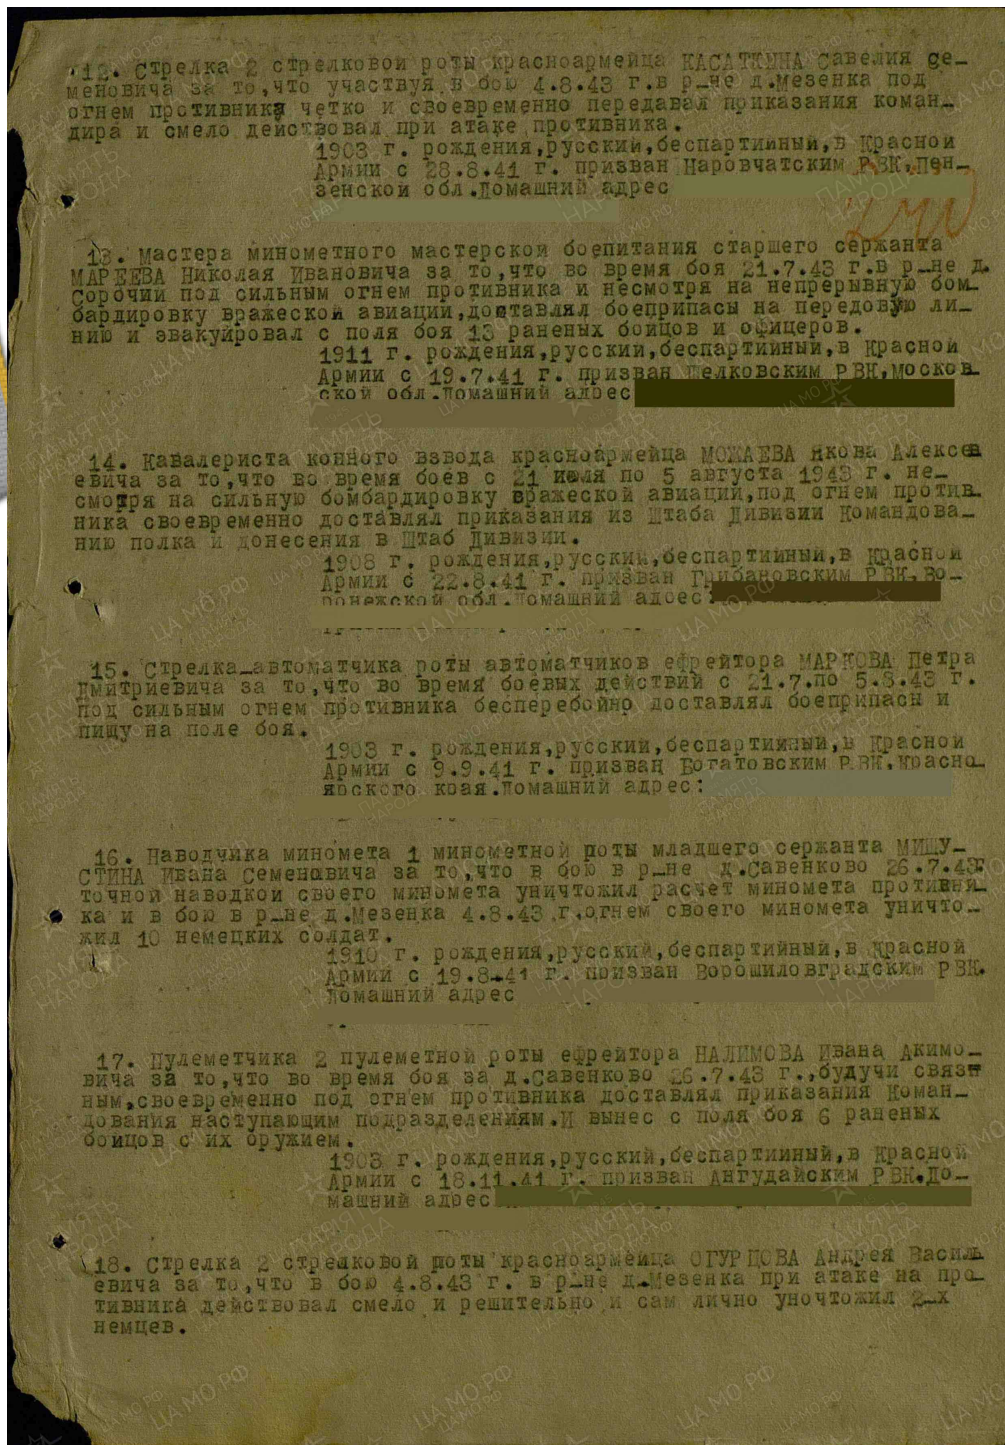 12. Стрелка 2 стрелковой роты красноармейца КАСАТКИНА Савелия Се-
меновича за то,что участвуя в бою 4.8.43 г.в р-не д.Мезенка под
огнем противника четко и своевременно передавал приказания коман-
дира и смело действовал при атаке противника.
1903 г. рождения,русский,беспартийный,в Красной
Армии с 28.8.41 г. призван Наровчатским РВК,Пен-
зенской обл.Домашний адрес
13. Мастера минометного мастерской боепитания старшего сержанта
МАРЕЕВА Николая Ивановича за то,что во время боя 21.7.43 г.в р-не д.
Сорочий под сильным огнем противника и несмотря на непрерывную бом-
бардировку вражеской авиации,доставлял боеприпасы на передовую ли-
нию и эвакуировал с поля боя 13 раненых бойцов и офицеров.
1911 г. рождения,русский,беспартийный,в Красной
Армии с 19.7.41 г. призван Щелковским РВК,Москов-
ской обл.Домашний адрес
14. Кавалериста конного взвода красноармейца МОЖАЕВА Якова Алексе
евича за то,что во время боев с 21 июля по 5 августа 1943 г. не-
смотря на сильную бомбардировку вражеской авиации,под огнем против-
ника своевременно доставлял приказания из Штаба Дивизии Командова-
нию полка и донесения в Штаб Дивизии.
1908 г. рождения,русский,беспартийный,в Красной
Армии с 22.8.41 г. призван Грибановским РВК,Во-
ронежской обл.Домашний адрес:
15. Стрелка-автоматчика роты автоматчиков ефрейтора МАРКОВА Петра
Дмитриевича за то,что во время боевых действий с 21.7.по 5.8.43 г.
под сильным огнем противника бесперебойно доставлял боеприпасы и
пищу на поле боя.
1903 г. рождения,русский,беспартийный,в Красной
Армии с 9.9.41 г. призван Богатовским РВК,Красно-
ярского края.Домашний адрес:
16. Наводчика миномета 1 минометной роты младшего сержанта МИШУ-
СТИНА Ивана Семеновича за то,что в бою в р-не д.Савенково 26.7.43г
точной наводкой своего миномета уничтожил расчет миномета противни-
ка и в бою в р-не д.Мезенка 4.8.43 г.огнем своего миномета уничто-
жил 10 немецких солдат.
1910 г. рождения,русский,беспартийный,в Красной
Армии с 19.8.41 г. призван Ворошиловградским РВК.
Домашний адрес
17. Пулеметчика 2 пулеметной роты ефрейтора НАЛИМОВА Ивана Акимо-
вича за то,что во время боя за д.Савенково 26.7.43 г.,будучи связ
ным,своевременно под огнем противника доставлял приказания Коман-
дования наступающим подразделениям.И вынес с поля боя 6 раненых
бойцов с их оружием.
1903 г. рождения,русский,беспартийный,в Красной
Армии с 18.11.41 г. призван Ангудайским РВК.До-
машний адрес
18. Стрелка 2 стрелковой роты красноармейца ОГУРЦОВА Андрея Василь
евича за то,что в бою 4.8.43 г. в р-не д.Мезенка при атаке на про-
тивника действовал смело и решительно и сам лично уночтожил 2-х
немцев.